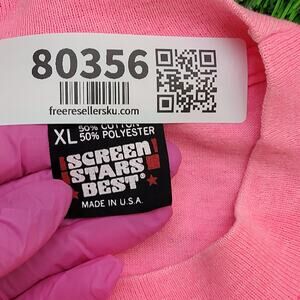 80356
freeresellersku.com
XL 50% COTTON
50% POLYESTER
SCREEN
STARS
BEST®
MADE IN U.S.A.